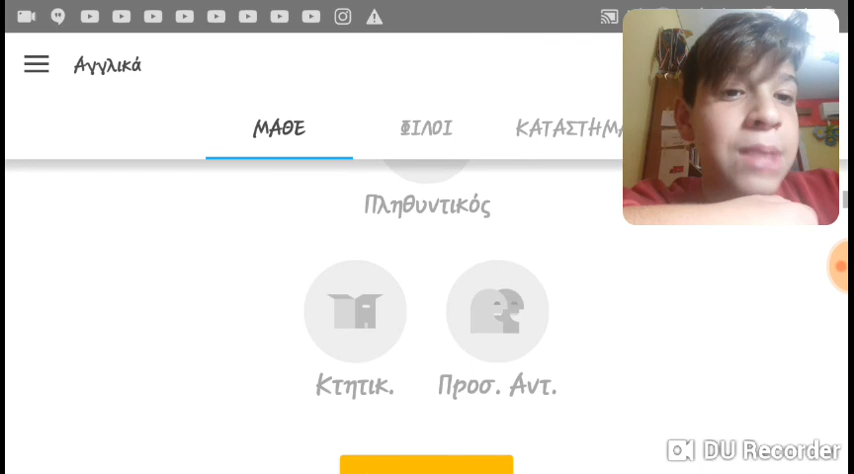 Αγγλικά
ΜΑΘΕ ΦΙΛΟΙ
Πληθυντικός
Κτητικ. Προσ. Αντ.
DU Recorder